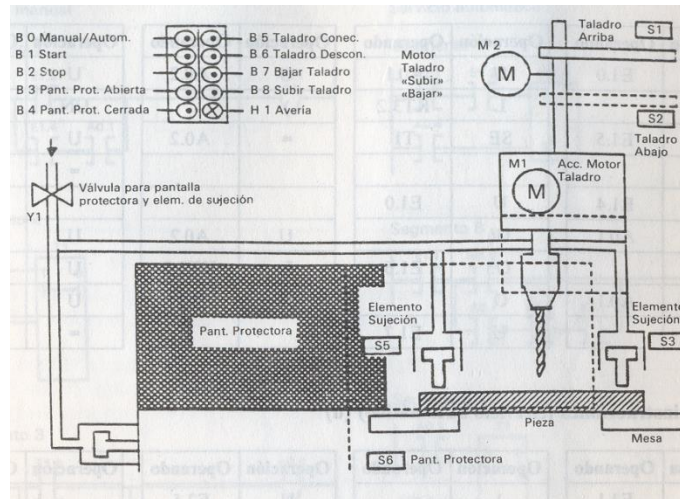 B 0 Manual/Autom.
B 1 Start
B 2 Stop
B 3 Pant. Prot. Abierta
B 4 Pant. Prot. Cerrada
B 5 Taladro Conec.
B 6 Taladro Descon.
B 7 Bajar Taladro
B 8 Subir Taladro
H 1 Avería
Motor
Taladro
«Subir»
«Bajar»
M 2
M
Taladro
Arriba
S1
S2
Taladro
Abajo
M1
M
Acc. Motor
Taladro
Y1
Válvula para pantalla
protectora y elem. de sujeción
Pant. Protectora
Elemento
Sujeción
S5
Elemento
Sujeción
S3
Pieza
Mesa
S6
Pant. Protectora